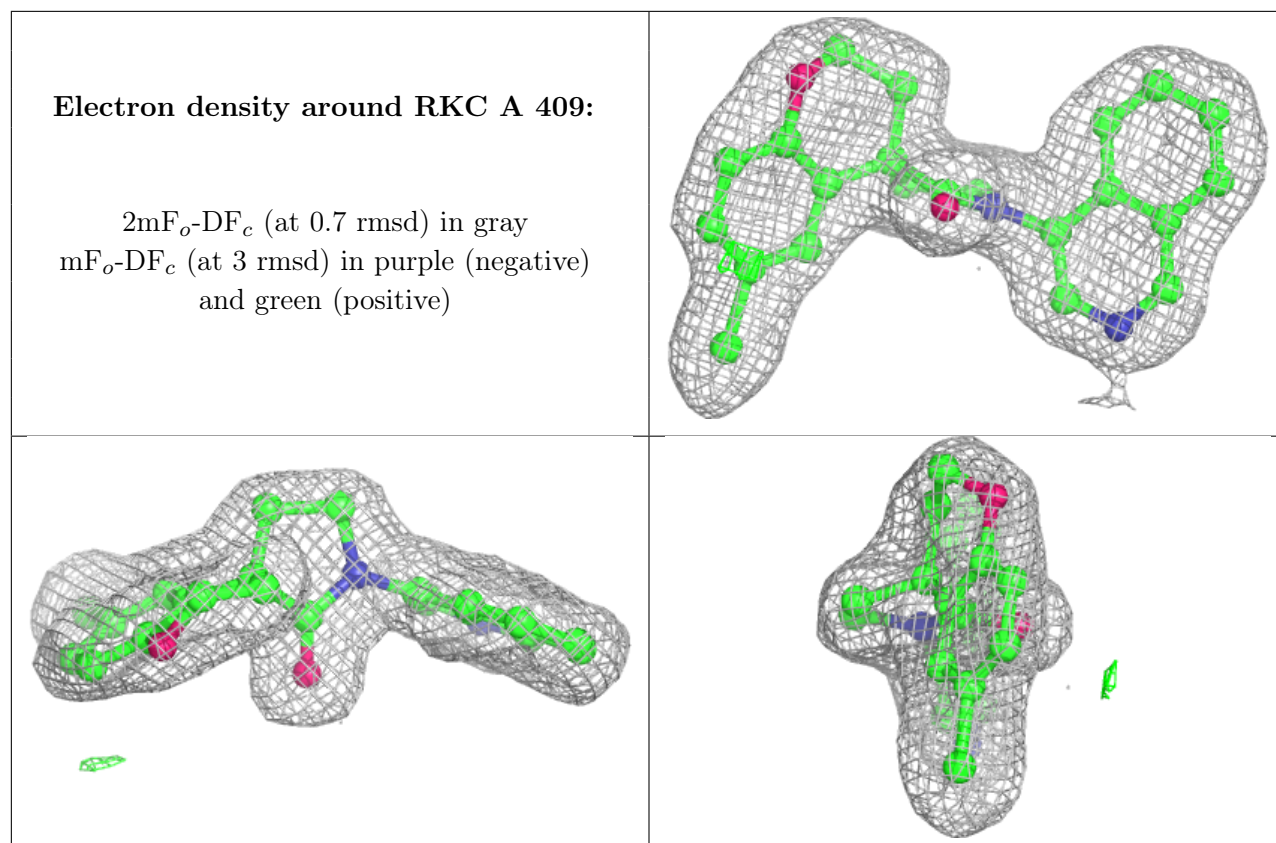 Electron density around RKC A 409:
2mFo-DFc (at 0.7 rmsd) in gray
mFo-DFc (at 3 rmsd) in purple (negative)
and green (positive)